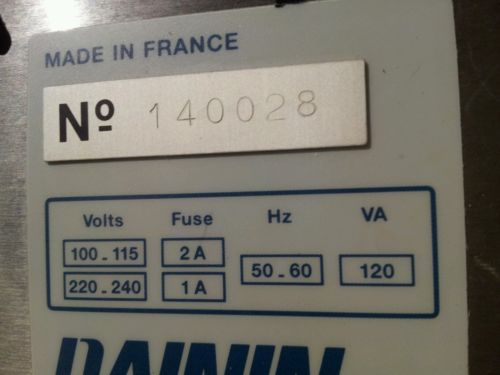 MADE IN FRANCE
Nº 140028
Volts Fuse Hz VA
100-115 2 A
50-60 120
220-240 1 A